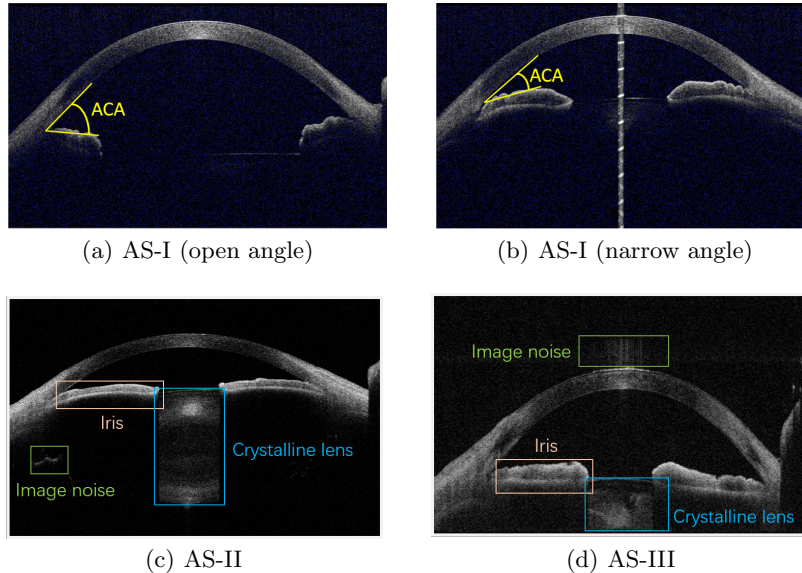 ACA
ACA
(a) AS-I (open angle)
(b) AS-I (narrow angle)
Iris
Crystalline lens
Image noise
Image noise
Iris
Crystalline lens
(c) AS-II
(d) AS-III